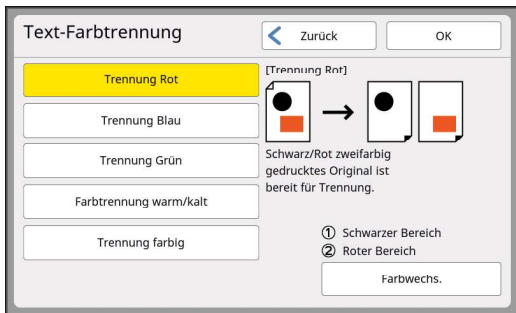 Text-Farbtrennung
Zurück
OK
Trennung Rot
Trennung Blau
Trennung Grün
Farbtrennung warm/kalt
Trennung farbig
[Trennung Rot]
Schwarz/Rot zweifarbig
gedrucktes Original ist
bereit für Trennung.
① Schwarzer Bereich
② Roter Bereich
Farbwechs.